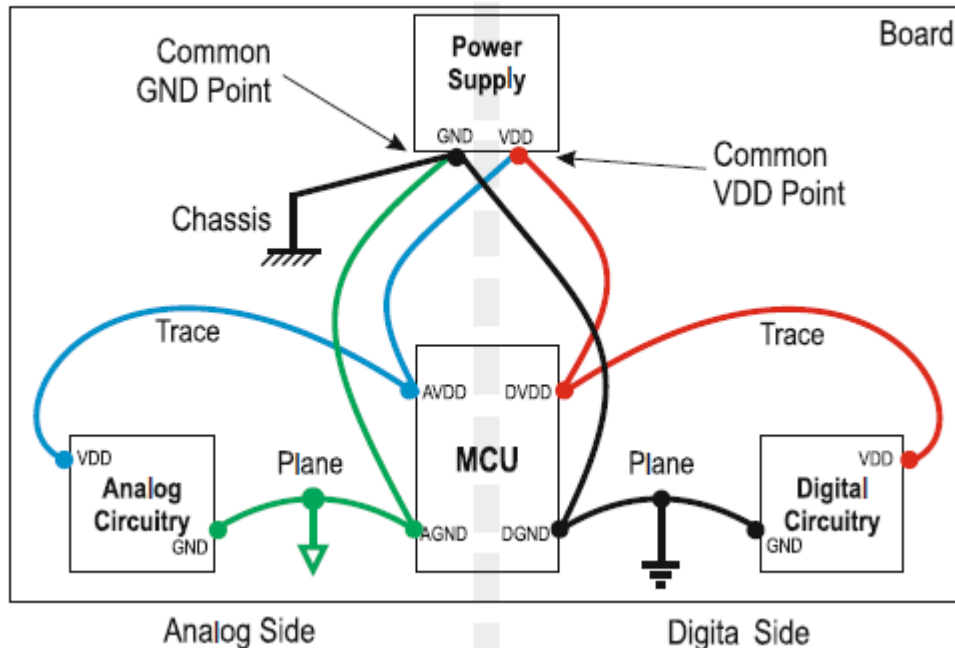 Board
Power
Supply
GND
VDD
Common
GND Point
Common
VDD Point
Chassis
Trace
Trace
AVDD
DVDD
MCU
AGND
DGND
VDD
Analog
Circuitry
GND
Plane
Plane
VDD
Digital
Circuitry
GND
Analog Side
Digita Side